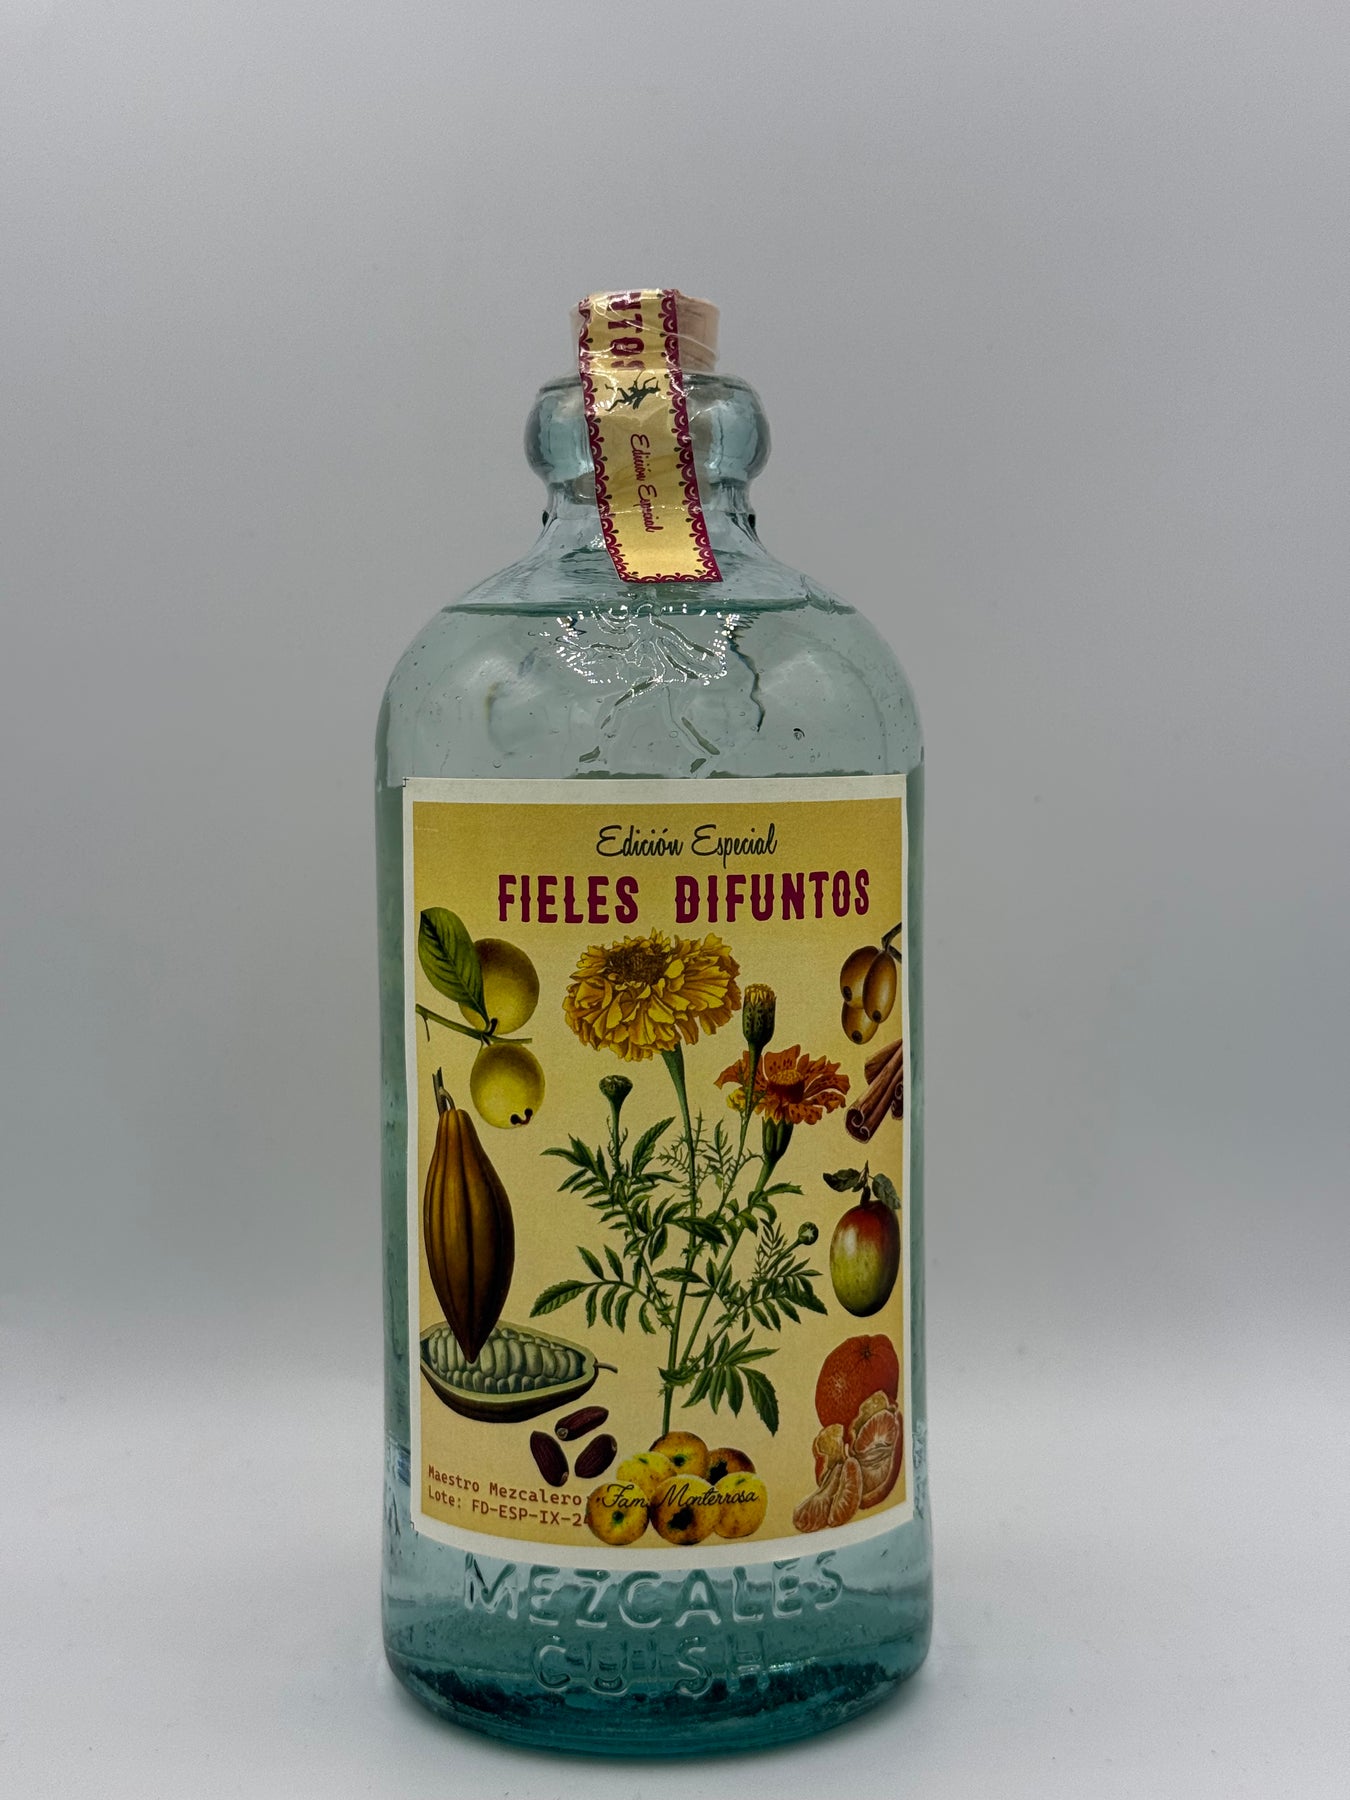 Edición Especial
Edición Especial
FIELES DIFUNTOS
Maestro Mezcalero: Fam. Monterrosa
Lote: FD-ESP-IX-2
MEZCALES
CUISH